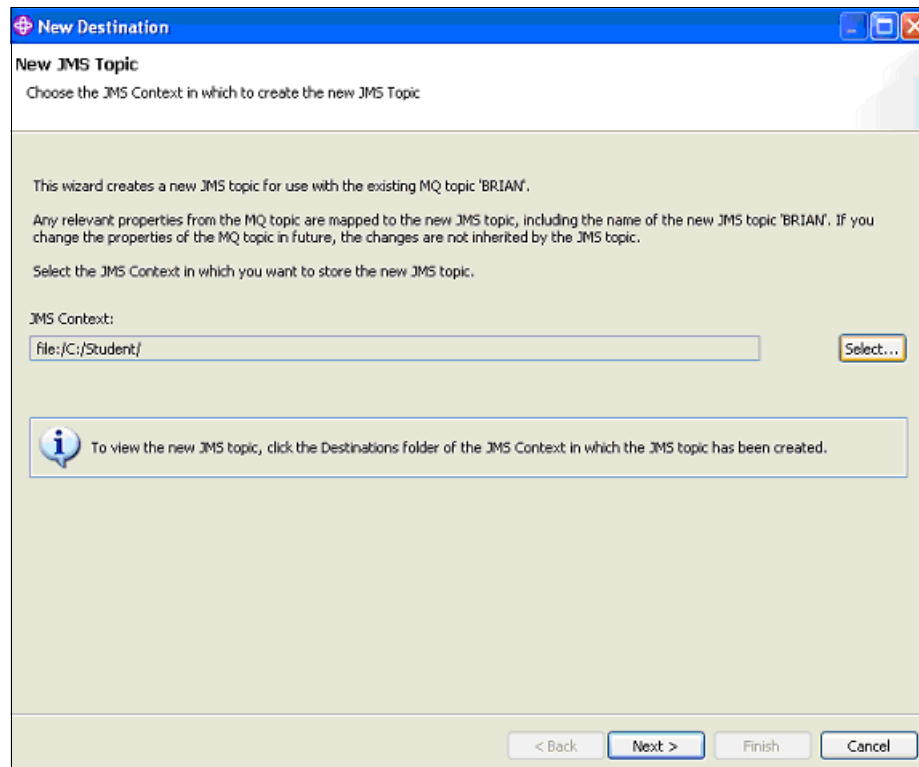 New Destination
New JMS Topic
Choose the JMS Context in which to create the new JMS Topic
This wizard creates a new JMS topic for use with the existing MQ topic 'BRIAN'.
Any relevant properties from the MQ topic are mapped to the new JMS topic, including the name of the new JMS topic 'BRIAN'. If you
change the properties of the MQ topic in future, the changes are not inherited by the JMS topic.
Select the JMS Context in which you want to store the new JMS topic.
JMS Context:
file:/C:/Student/
Select...
To view the new JMS topic, click the Destinations folder of the JMS Context in which the JMS topic has been created.
< Back
Next >
Finish
Cancel